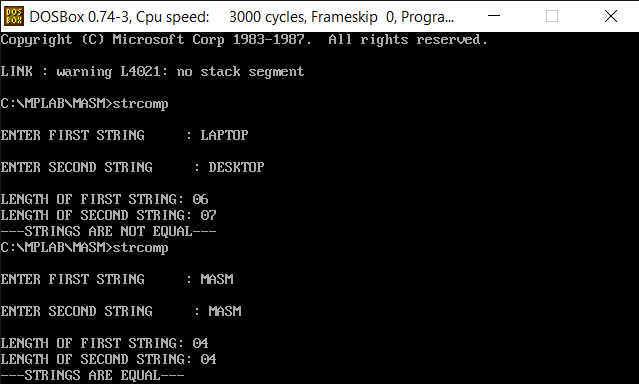 DOS BOX
DOSBox 0.74-3, Cpu speed: 3000 cycles, Frameskip 0, Progra...
Copyright (C) Microsoft Corp 1983-1987. All rights reserved.
LINK : warning L4021: no stack segment
C:\MPLAB\MASM>strcomp
ENTER FIRST STRING : LAPTOP
ENTER SECOND STRING : DESKTOP
LENGTH OF FIRST STRING: 06
LENGTH OF SECOND STRING: 07
---STRINGS ARE NOT EQUAL---
C:\MPLAB\MASM>strcomp
ENTER FIRST STRING : MASM
ENTER SECOND STRING : MASM
LENGTH OF FIRST STRING: 04
LENGTH OF SECOND STRING: 04
---STRINGS ARE EQUAL---